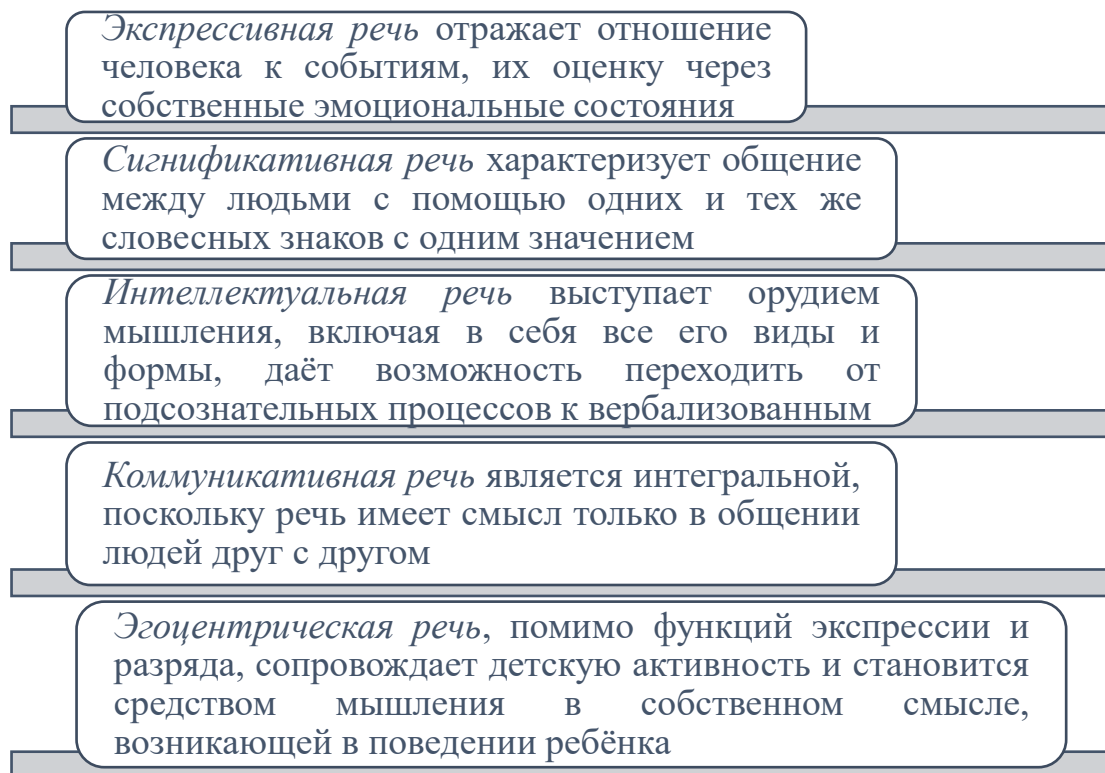 Экспрессивная речь отражает отношение
человека к событиям, их оценку через
собственные эмоциональные состояния
Сигнификативная речь характеризует общение
между людьми с помощью одних и тех же
словесных знаков с одним значением
Интеллектуальная речь выступает орудием
мышления, включая в себя все его виды и
формы, даёт возможность переходить от
подсознательных процессов к вербализованным
Коммуникативная речь является интегральной,
поскольку речь имеет смысл только в общении
людей друг с другом
Эгоцентрическая речь, помимо функций экспрессии и
разряда, сопровождает детскую активность и становится
средством мышления в собственном смысле,
возникающей в поведении ребёнка